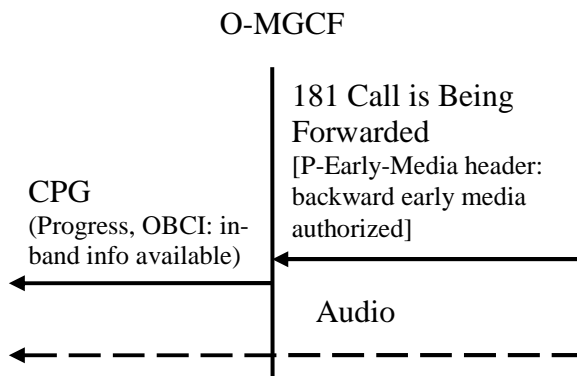 O-MGCF
181 Call is Being
Forwarded
[P-Early-Media header:
backward early media
authorized]
CPG
(Progress, OBCI: in-
band info available)
Audio